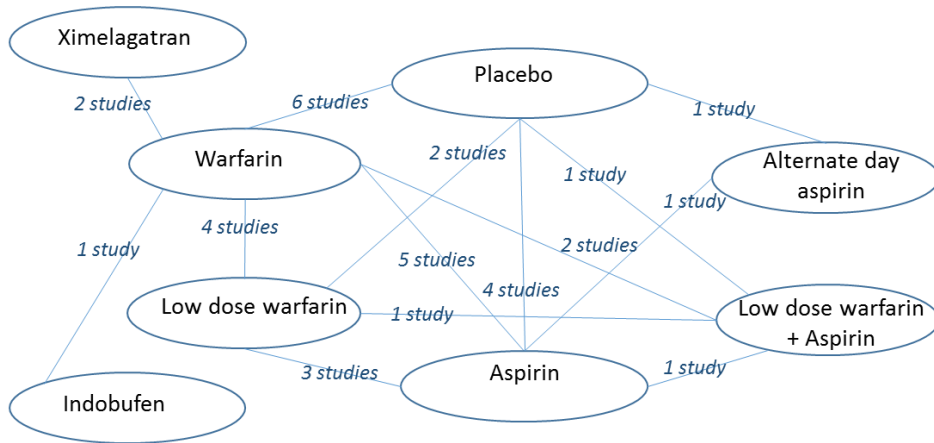 Ximelagatran
Placebo
2 studies
6 studies
1 study
Warfarin
2 studies
Alternate day
aspirin
1 study
1 study
4 studies
1 study
2 studies
5 studies
4 studies
Low dose warfarin
1 study
Low dose warfarin
+ Aspirin
3 studies
Aspirin
1 study
Indobufen